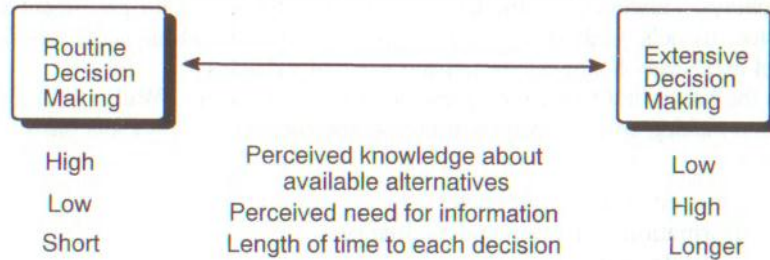 Routine
Decision
Making
Extensive
Decision
Making
High
Perceived knowledge about
available alternatives
Low
Low
Perceived need for information
High
Short
Length of time to each decision
Longer